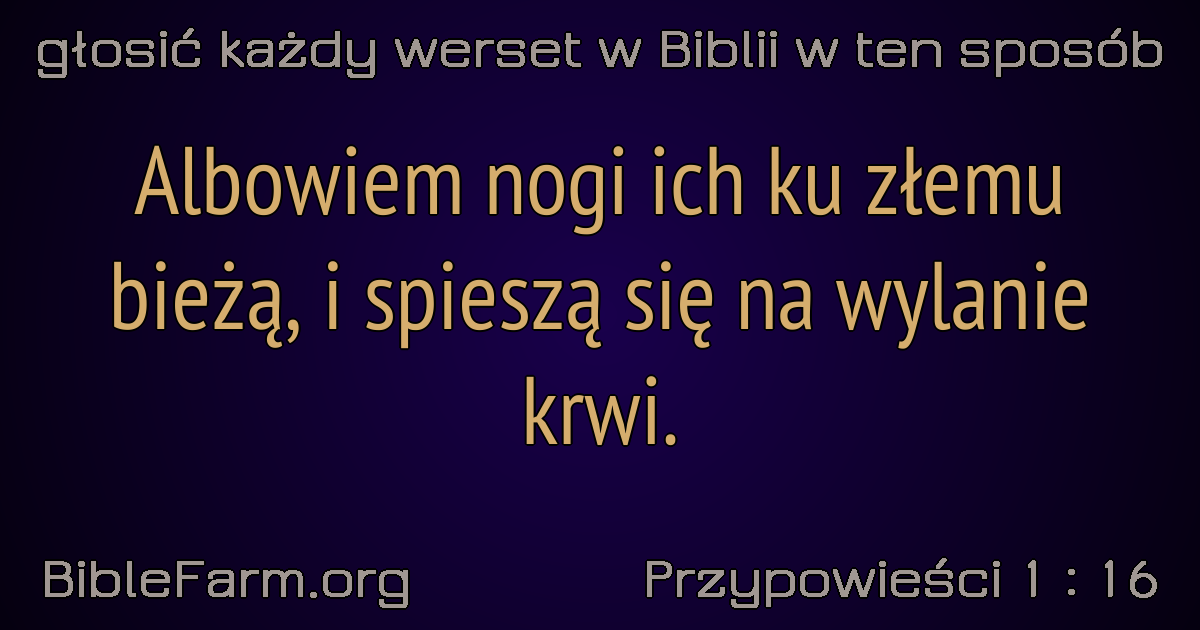 głosić każdy werset w Biblii w ten sposób
Albowiem nogi ich ku złemu
bieżą, i spieszą się na wylanie
krwi.
BibleFarm.org
Przypowieści 1 : 16